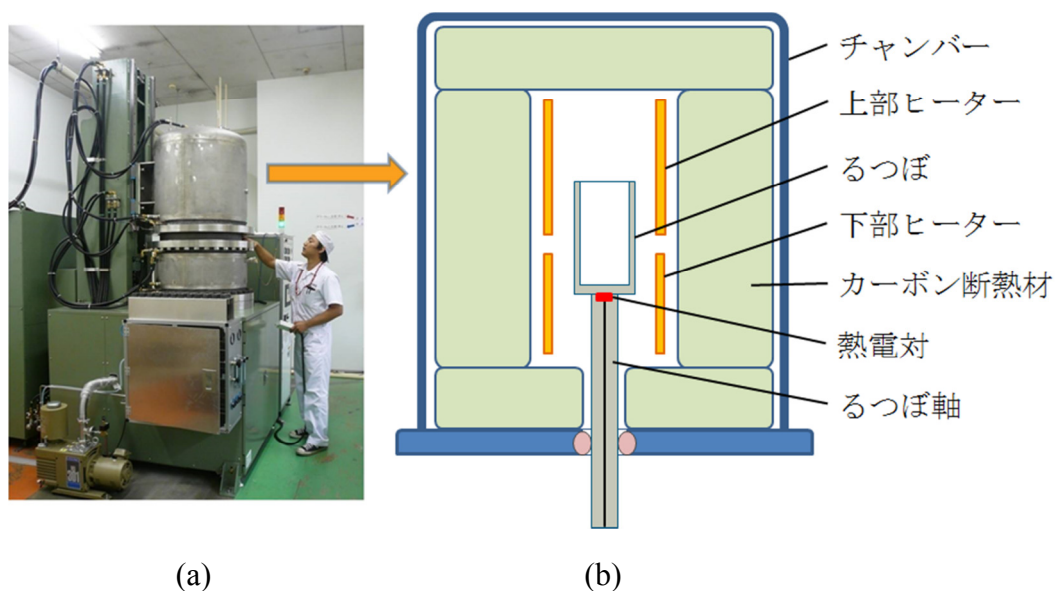 チャンバー
上部ヒーター
るつぼ
下部ヒーター
カーボン断熱材
熱電対
るつぼ軸
(a)
(b)